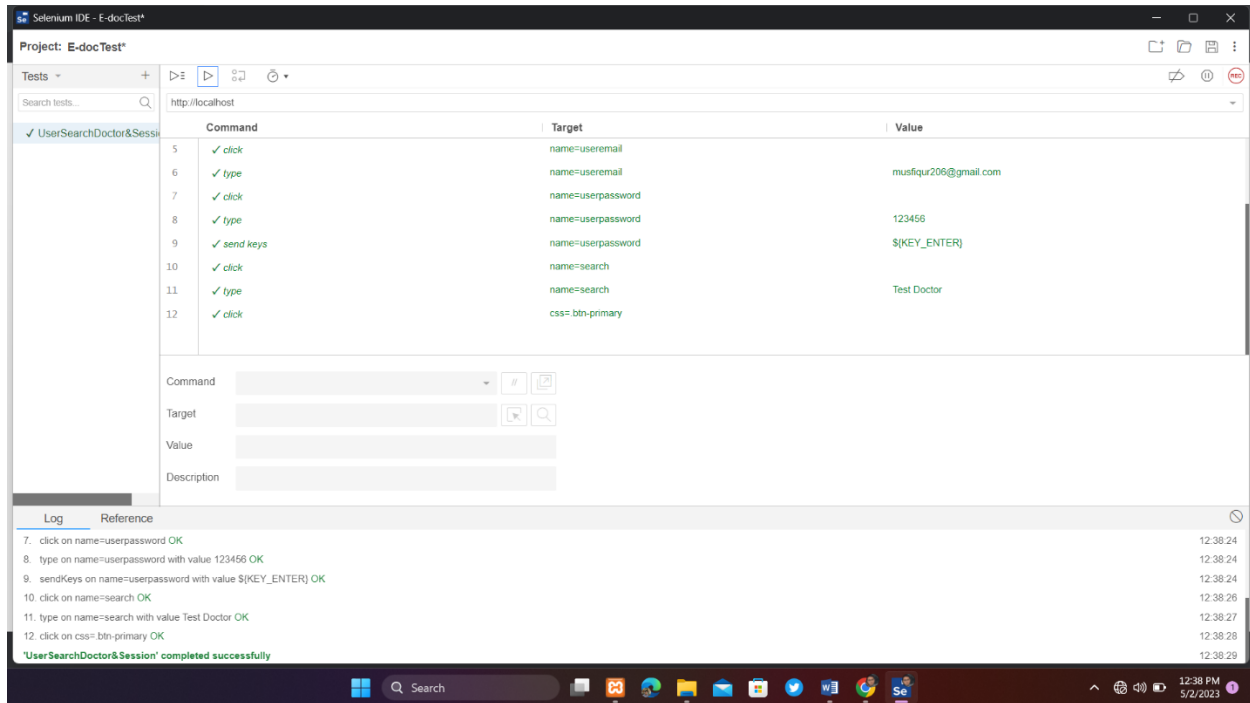 Selenium IDE - E-docTest*
Project: E-docTest*
Tests
Search tests...
http://localhost
✓ UserSearchDoctor&Sessi
Command Target Value
5 ✓ click name=useremail
6 ✓ type name=useremail musfiqur206@gmail.com
7 ✓ click name=userpassword
8 ✓ type name=userpassword 123456
9 ✓ send keys name=userpassword ${KEY_ENTER}
10 ✓ click name=search
11 ✓ type name=search Test Doctor
12 ✓ click css=.btn-primary
Command
//
Target
Value
Description
Log Reference
7. click on name=userpassword OK 12:38:24
8. type on name=userpassword with value 123456 OK 12:38:24
9. sendKeys on name=userpassword with value ${KEY_ENTER} OK 12:38:24
10. click on name=search OK 12:38:26
11. type on name=search with value Test Doctor OK 12:38:27
12. click on css=.btn-primary OK 12:38:28
'UserSearchDoctor&Session' completed successfully 12:38:29
Search
12:38 PM
5/2/2023
1
REC
Se